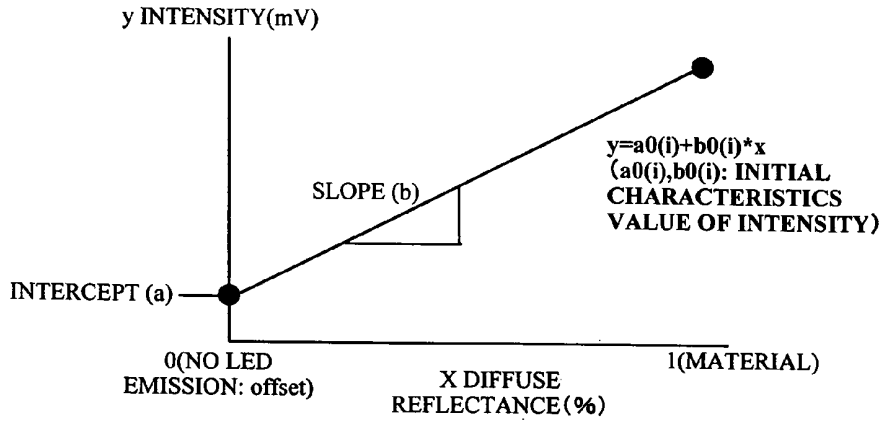 y INTENSITY(mV)
y=a0(i)+b0(i)*x
(a0(i),b0(i): INITIAL
CHARACTERISTICS
VALUE OF INTENSITY)
SLOPE (b)
INTERCEPT (a)
0(NO LED
EMISSION: offset)
X DIFFUSE
REFLECTANCE(%)
1(MATERIAL)